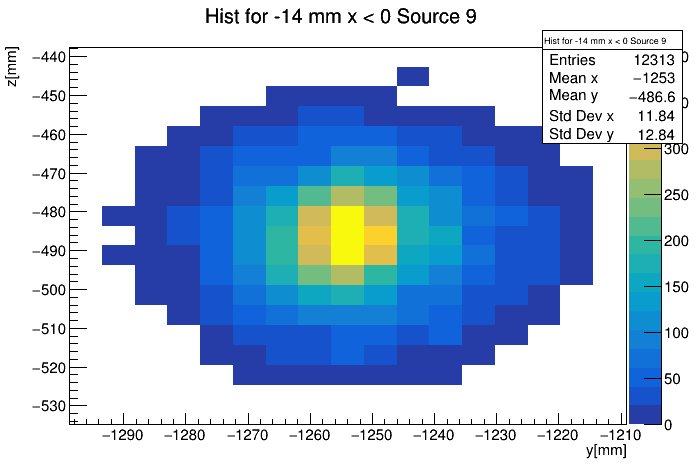 Hist for -14 mm x < 0 Source 9
Hist for -14 mm x < 0 Source 9
Entries 12313
Mean x −1253
Mean y −486.6
Std Dev x 11.84
Std Dev y 12.84
z[mm]
−440
−450
−460
−470
−480
−490
−500
−510
−520
−530
300
250
200
150
100
50
0
−1290 −1280 −1270 −1260 −1250 −1240 −1230 −1220 −1210
y[mm]